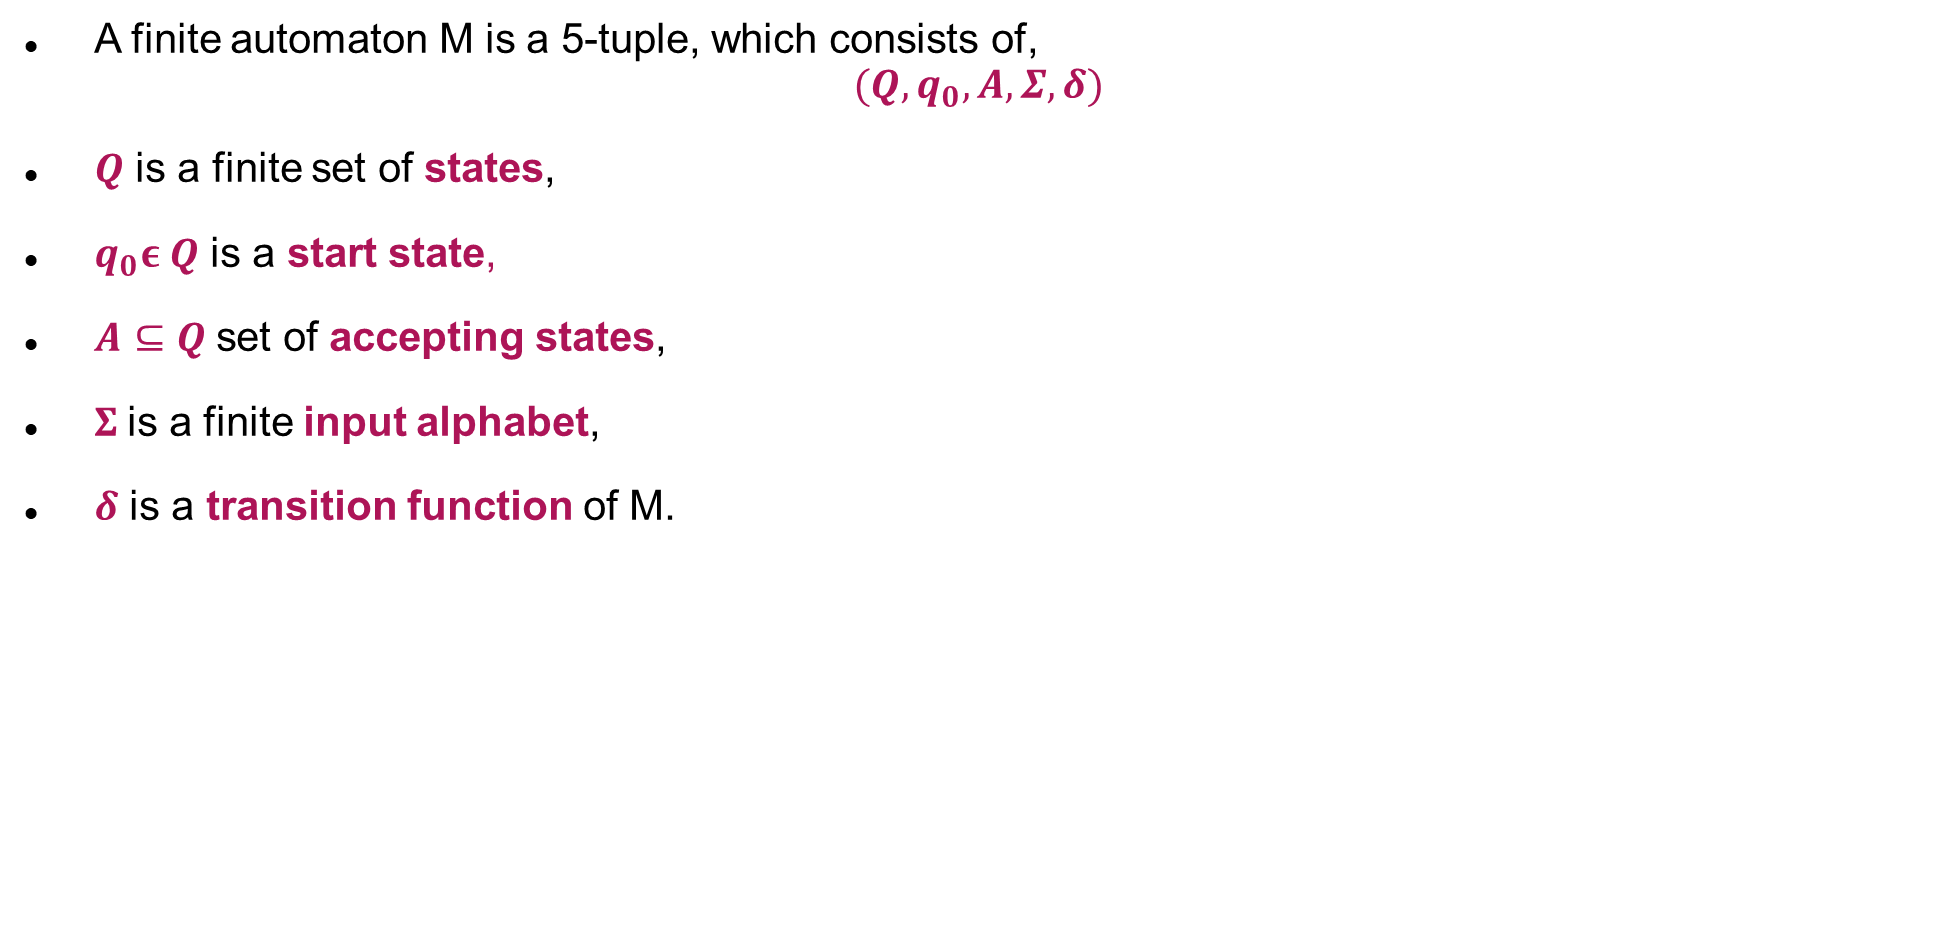 • A finite automaton M is a 5-tuple, which consists of,
(Q, q₀, A, Σ, δ)
• Q is a finite set of states,
• q₀ϵ Q is a start state,
• A ⊆ Q set of accepting states,
• Σ is a finite input alphabet,
• δ is a transition function of M.